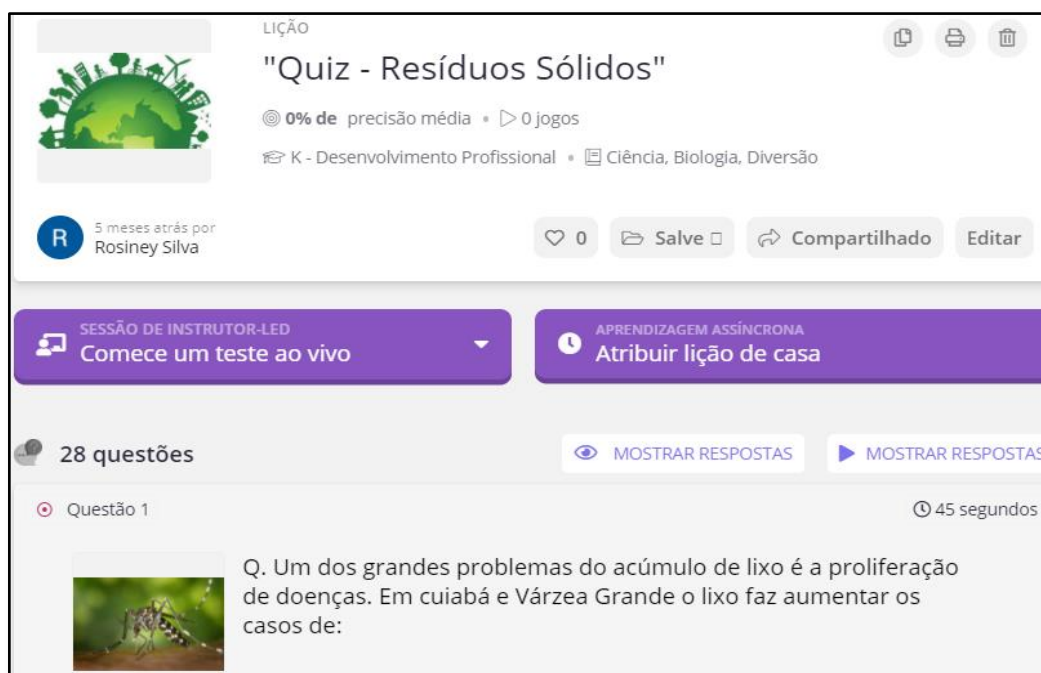 LIÇÃO
"Quiz - Resíduos Sólidos"
0% de precisão média • 0 jogos
K - Desenvolvimento Profissional • Ciência, Biologia, Diversão
R
5 meses atrás por
Rosiney Silva
0
Salve
Compartilhado
Editar
SESSÃO DE INSTRUTOR-LED
Comece um teste ao vivo
APRENDIZAGEM ASSÍNCRONA
Atribuir lição de casa
28 questões
MOSTRAR RESPOSTAS
MOSTRAR RESPOSTAS
Questão 1
45 segundos
Q. Um dos grandes problemas do acúmulo de lixo é a proliferação
de doenças. Em cuiabá e Várzea Grande o lixo faz aumentar os
casos de: